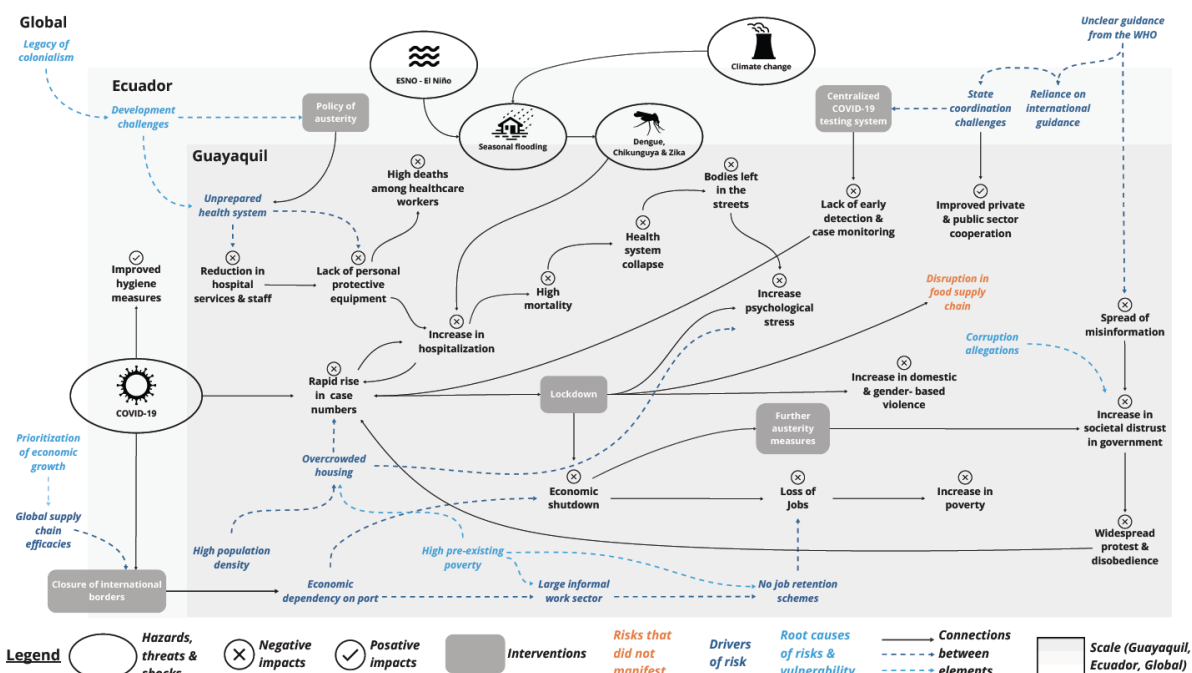 Global
Legacy of
colonialism
Unclear guidance
from the WHO
Ecuador
Development
challenges
Policy of
austerity
ESNO - El Niño
Climate change
Seasonal flooding
Dengue,
Chikunguya & Zika
Centralized
COVID-19
testing system
State
coordination
challenges
Reliance on
international
guidance
Guayaquil
Unprepared
health system
High deaths
among healthcare
workers
Bodies left
in the
streets
Lack of early
detection &
case monitoring
Improved private
& public sector
cooperation
Improved
hygiene
measures
Reduction in
hospital
services & staff
Lack of personal
protective
equipment
Health
system
collapse
High
mortality
Increase
psychological
stress
Disruption in
food supply
chain
Spread of
misinformation
Increase in
hospitalization
Corruption
allegations
COVID-19
Rapid rise
in case
numbers
Lockdown
Increase in domestic
& gender- based
violence
Further
austerity
measures
Increase in
societal distrust
in government
Prioritization
of economic
growth
Overcrowded
housing
Economic
shutdown
Loss of
Jobs
Increase in
poverty
Global supply
chain
efficacies
High population
density
High pre-existing
poverty
Widespread
protest &
disobedience
Closure of international
borders
Economic
dependency on port
Large informal
work sector
No job retention
schemes
Legend
Hazards,
threats &
shocks
Negative
impacts
Posative
impacts
Interventions
Risks that
did not
manifest
Drivers
of risk
Root causes
of risks &
vulnerability
Connections
between
elements
Scale (Guayaquil,
Ecuador, Global)